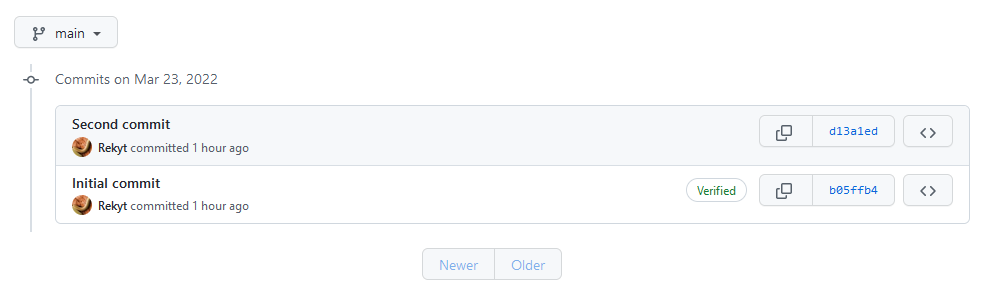 main
Commits on Mar 23, 2022
Second commit
d13a1ed
Rekyt committed 1 hour ago
Initial commit
Verified
b05ffb4
Rekyt committed 1 hour ago
Newer
Older